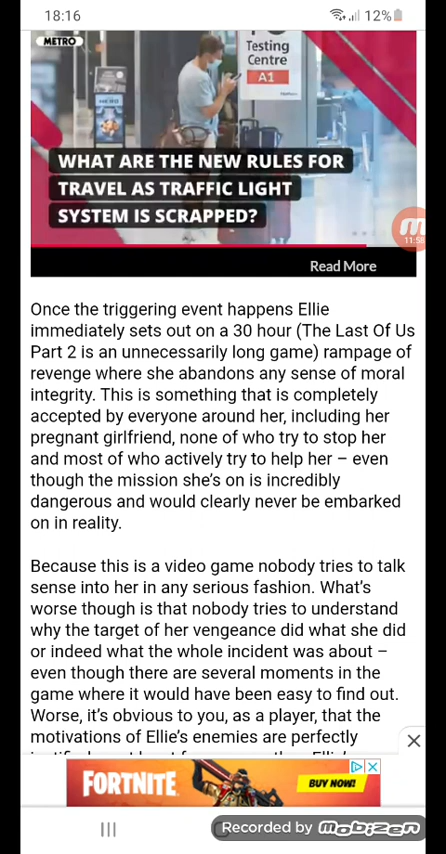 18:16
12%
METRO
Testing
Centre
A1
WHAT ARE THE NEW RULES FOR
TRAVEL AS TRAFFIC LIGHT
SYSTEM IS SCRAPPED?
11:58
Read More
Once the triggering event happens Ellie
immediately sets out on a 30 hour (The Last Of Us
Part 2 is an unnecessarily long game) rampage of
revenge where she abandons any sense of moral
integrity. This is something that is completely
accepted by everyone around her, including her
pregnant girlfriend, none of who try to stop her
and most of who actively try to help her – even
though the mission she's on is incredibly
dangerous and would clearly never be embarked
on in reality.
Because this is a video game nobody tries to talk
sense into her in any serious fashion. What's
worse though is that nobody tries to understand
why the target of her vengeance did what she did
or indeed what the whole incident was about –
even though there are several moments in the
game where it would have been easy to find out.
Worse, it's obvious to you, as a player, that the
motivations of Ellie's enemies are perfectly
FORTNITE
BUY NOW!
Recorded by mobizen